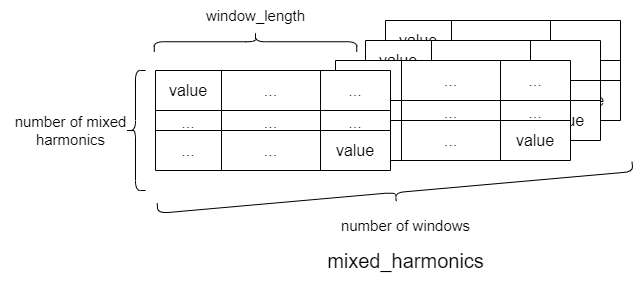 window_length
value
value
value ... ...
... ...
number of mixed
harmonics
... ... ...
...
... ... value
... value
number of windows
mixed_harmonics